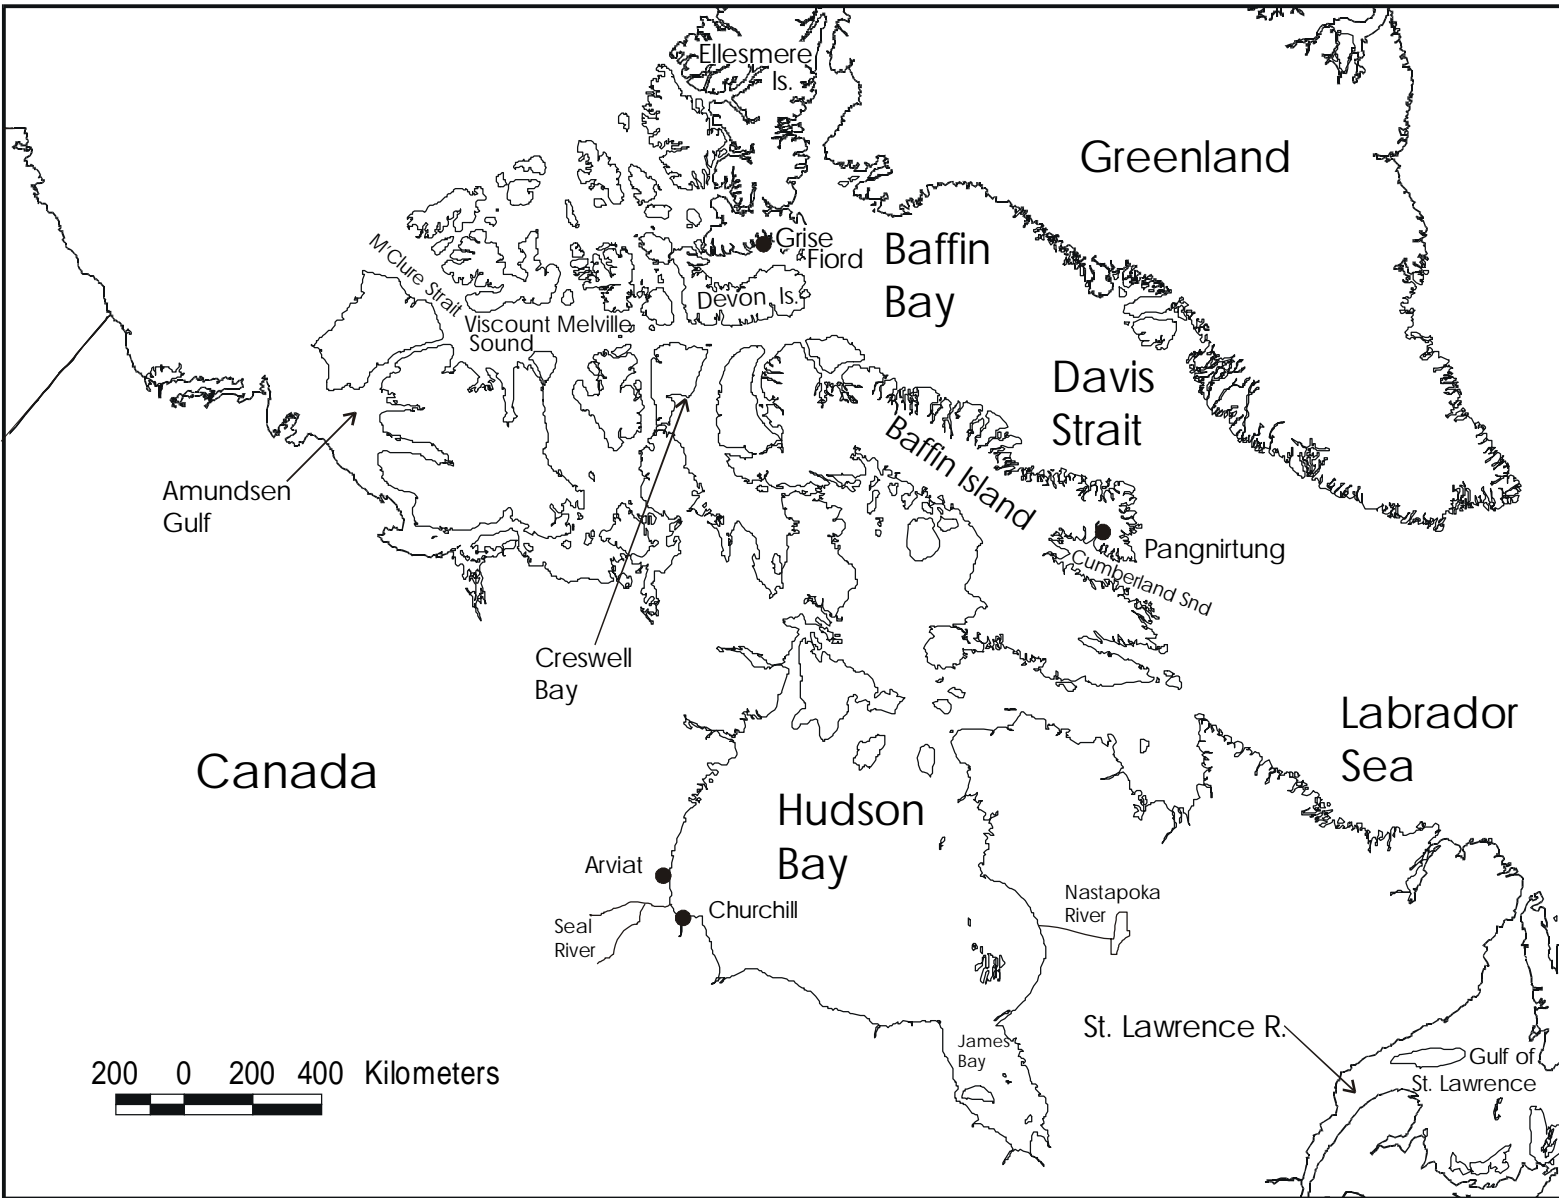 Ellesmere
Is.
Greenland
M'Clure Strait
Grise
Fiord
Baffin
Bay
Devon Is.
Viscount Melville
Sound
Davis
Strait
Baffin Island
Amundsen
Gulf
Pangnirtung
Cumberland Snd
Creswell
Bay
Labrador
Sea
Canada
Hudson
Bay
Arviat
Churchill
Seal
River
Nastapoka
River
St. Lawrence R.
James
Bay
Gulf of
St. Lawrence
200 0 200 400 Kilometers